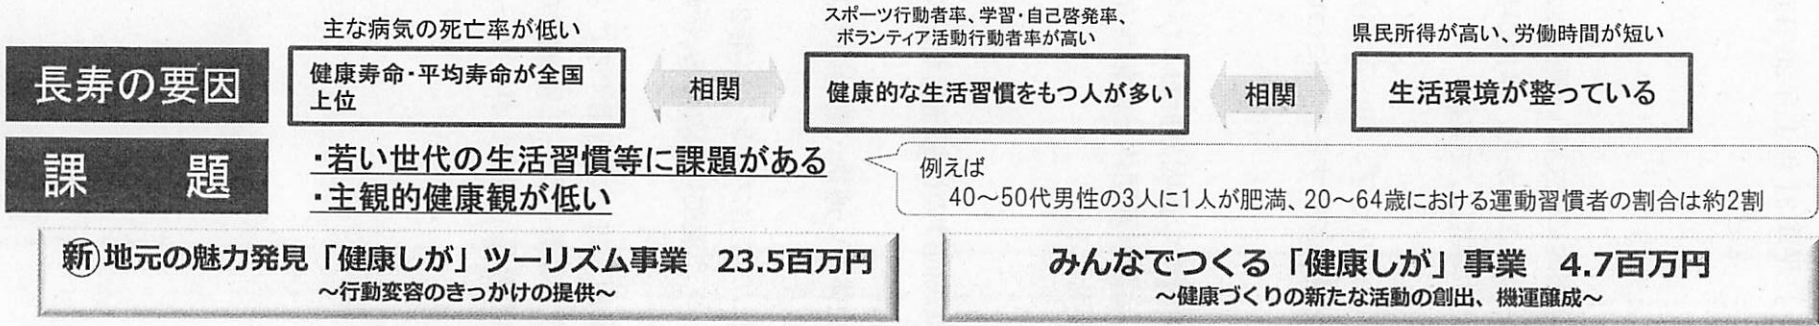 長寿の要因
主な病気の死亡率が低い
健康寿命・平均寿命が全国
上位
相関
スポーツ行動者率、学習・自己啓発率、
ボランティア活動行動者率が高い
健康的な生活習慣をもつ人が多い
相関
県民所得が高い、労働時間が短い
生活環境が整っている
課　題
・若い世代の生活習慣等に課題がある
・主観的健康観が低い
例えば
40～50代男性の3人に1人が肥満、20～64歳における運動習慣者の割合は約2割
㊟地元の魅力発見「健康しが」ツーリズム事業　23.5百万円
～行動変容のきっかけの提供～
みんなでつくる「健康しが」事業　4.7百万円
～健康づくりの新たな活動の創出、機運醸成～